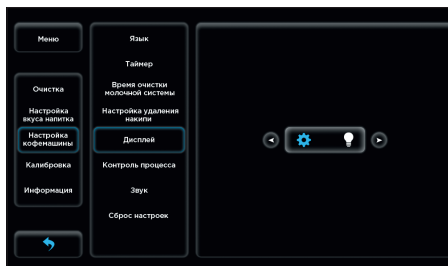 Меню
Очистка
Настройка
вкуса напитка
Настройка
кофемашины
Калибровка
Информация
Язык
Таймер
Время очистки
молочной системы
Настройка удаления
накипи
Дисплей
Контроль процесса
Звук
Сброс настроек